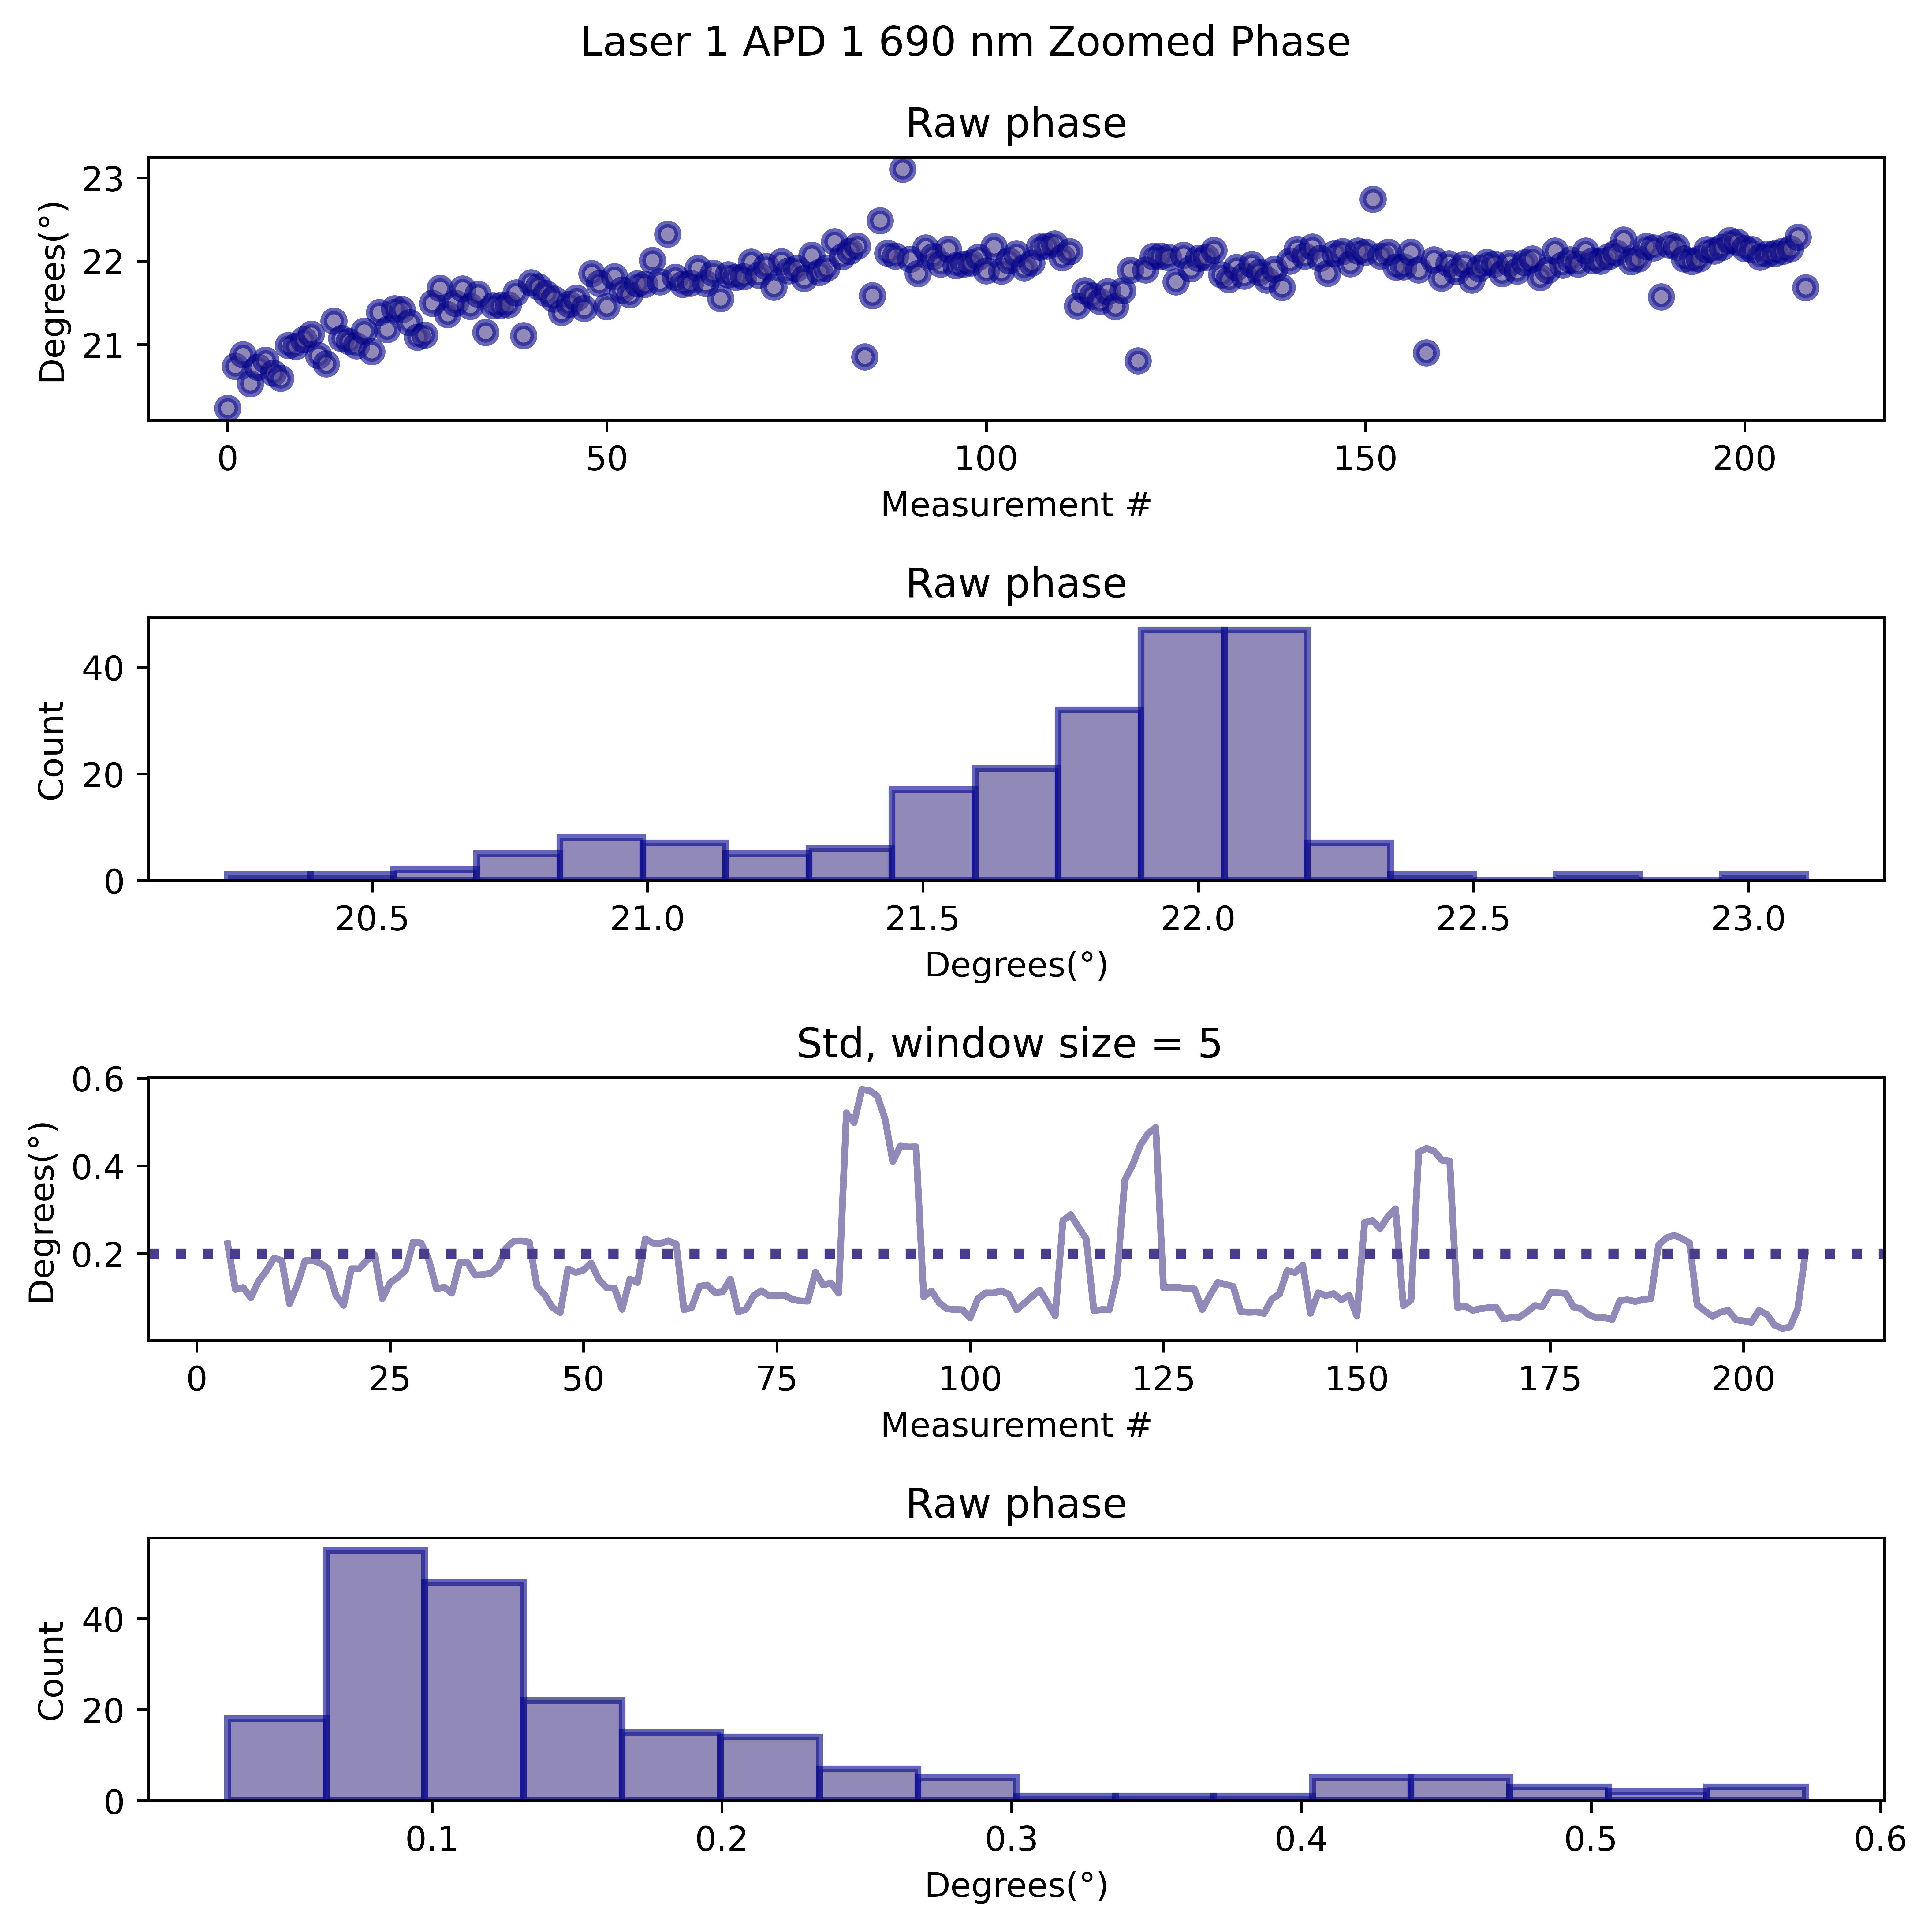 Laser 1 APD 1 690 nm Zoomed Phase
Raw phase
Degrees(°)
23
22
21
0 50 100 150 200
Measurement #
Raw phase
Count
40
20
0
20.5 21.0 21.5 22.0 22.5 23.0
Degrees(°)
Std, window size = 5
Degrees(°)
0.6
0.4
0.2
0 25 50 75 100 125 150 175 200
Measurement #
Raw phase
Count
40
20
0
0.1 0.2 0.3 0.4 0.5 0.6
Degrees(°)